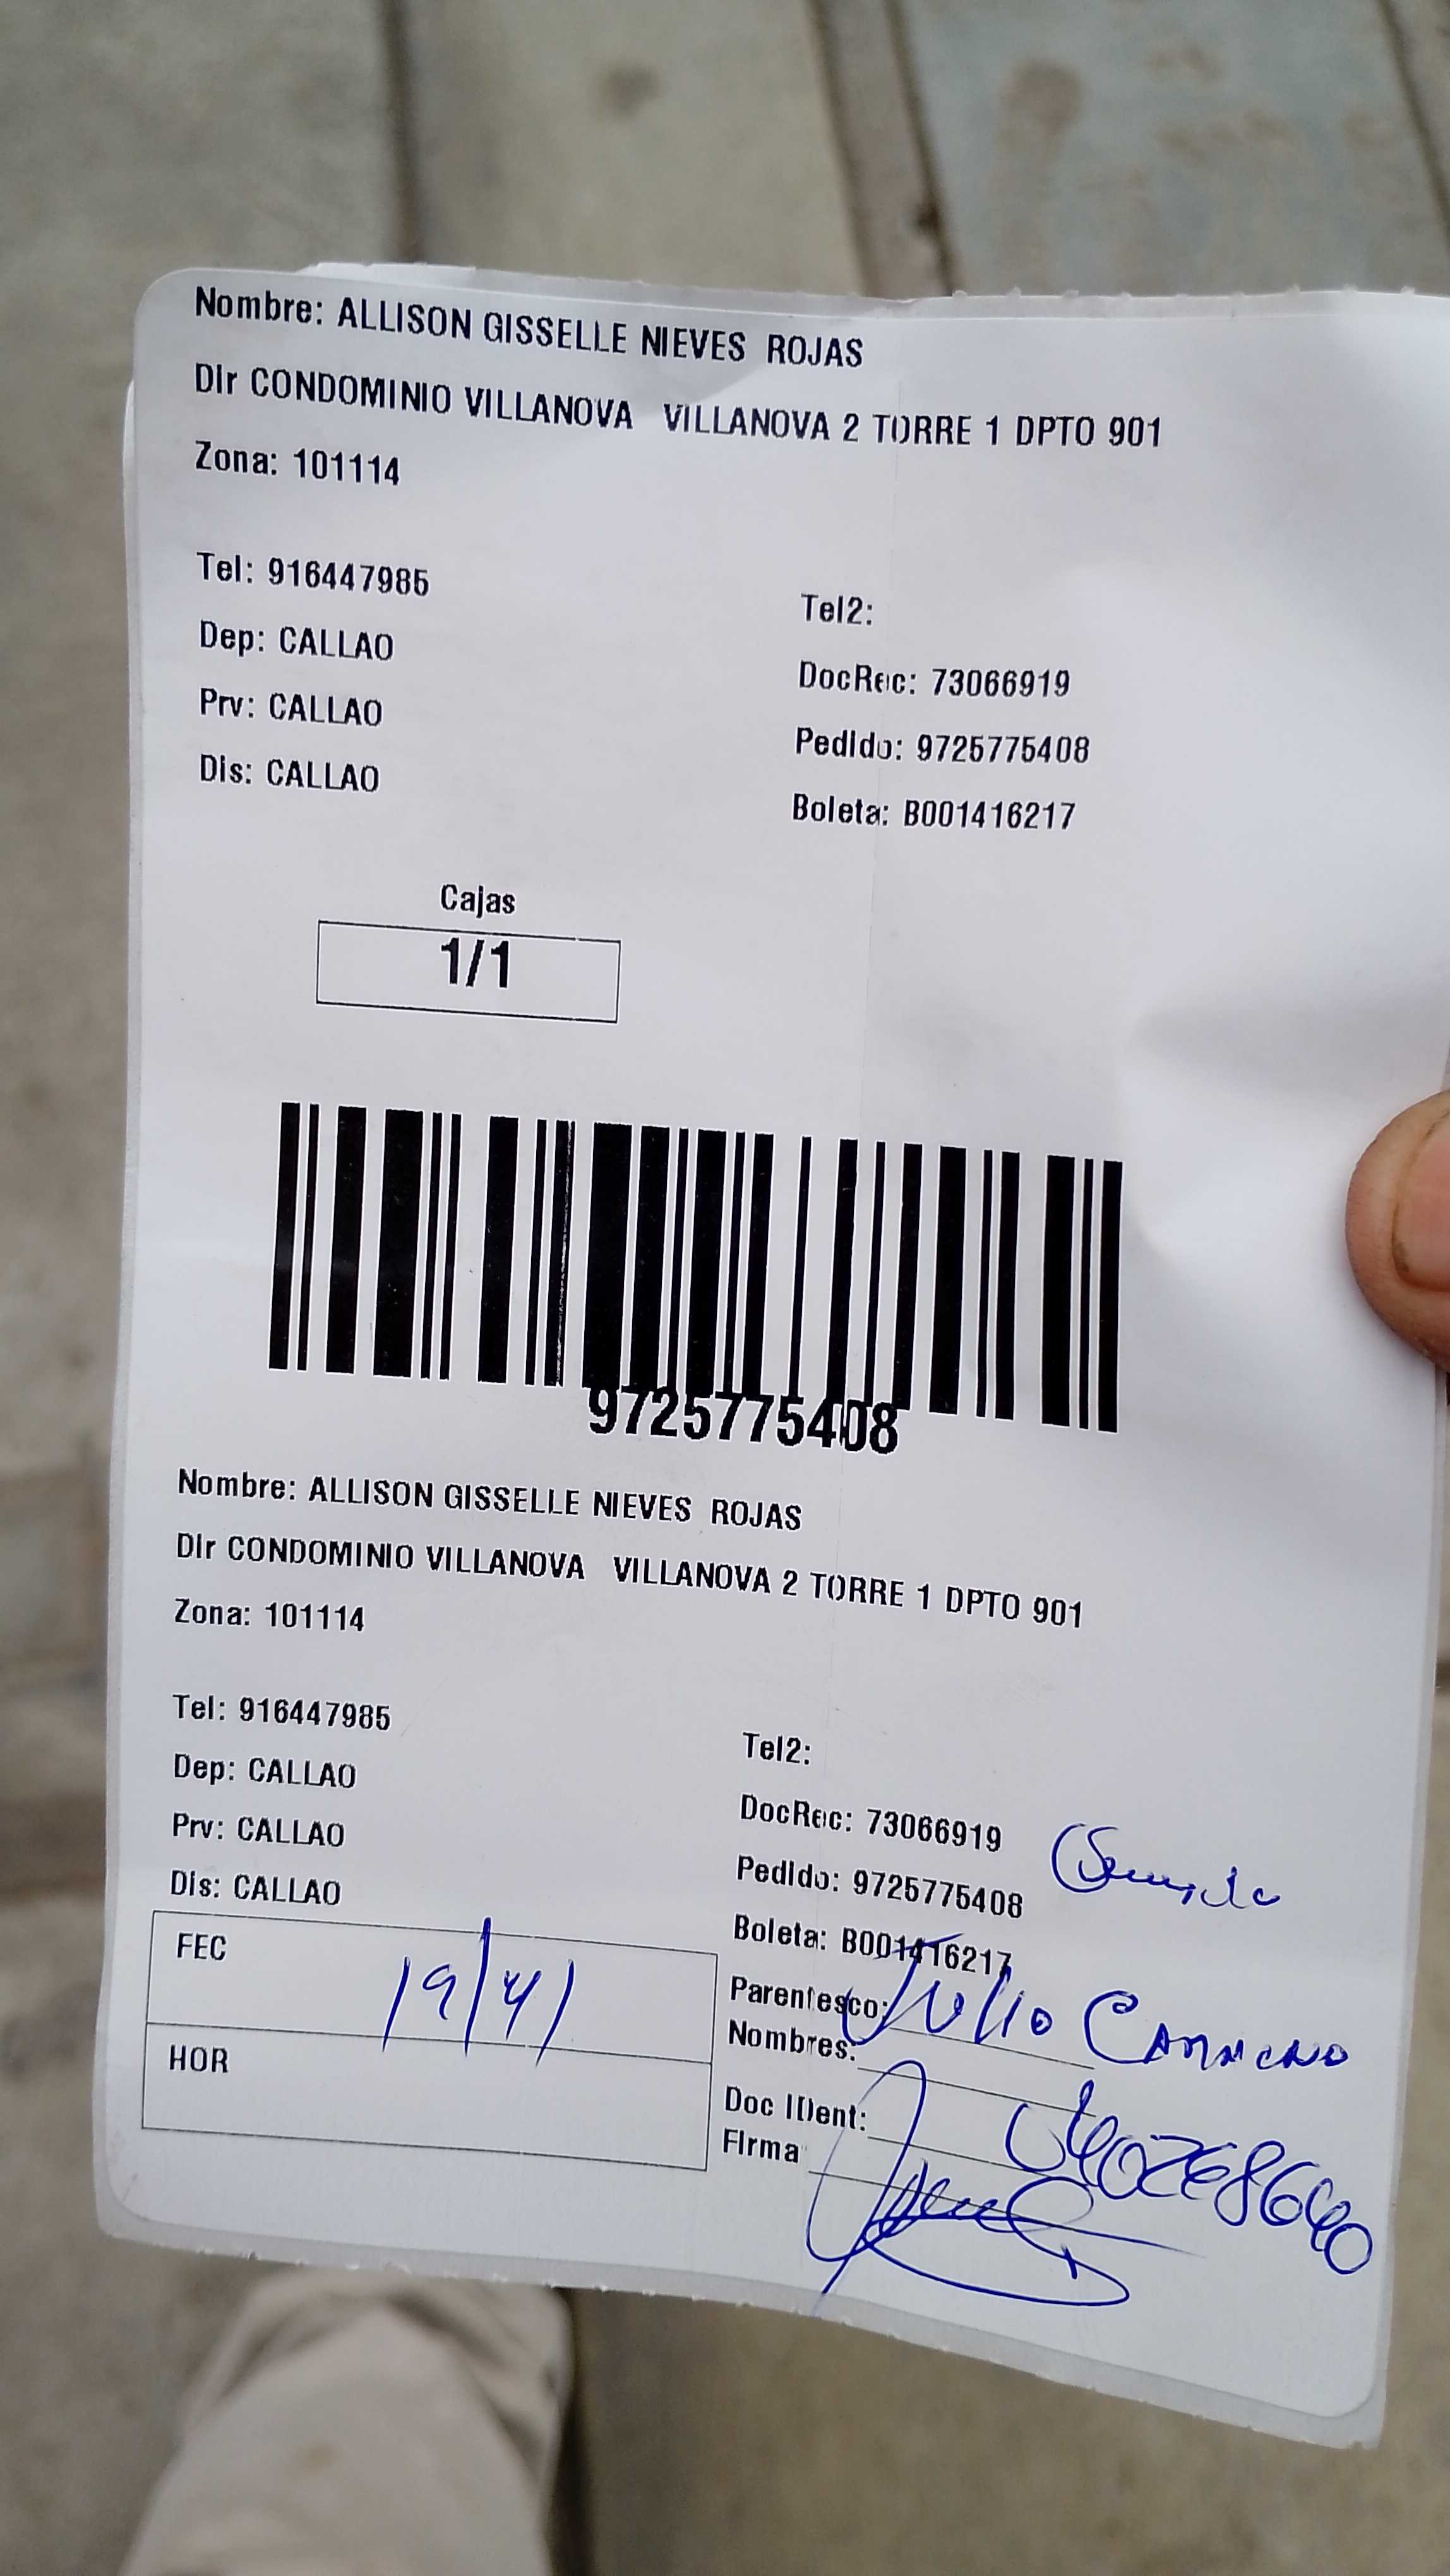 Nombre: ALLISON GISSELLE NIEVES ROJAS
Dir CONDOMINIO VILLANOVA VILLANOVA 2 TORRE 1 DPTO 901
Zona: 101114
Tel: 916447985
Tel2:
Dep: CALLAO
DocRec: 73066919
Prv: CALLAO
Pedido: 9725775408
Dis: CALLAO
Boleta: B001416217
Cajas
1/1
9725775408
Nombre: ALLISON GISSELLE NIEVES ROJAS
Dir CONDOMINIO VILLANOVA VILLANOVA 2 TORRE 1 DPTO 901
Zona: 101114
Tel: 916447985
Tel2:
Dep: CALLAO
DocRec: 73066919
Prv: CALLAO
Pedido: 9725775408
Dis: CALLAO
Boleta: B001416217
FEC 19/41
Parentesco: Julio
Nombres:
HOR
Doc IDent:
Firma